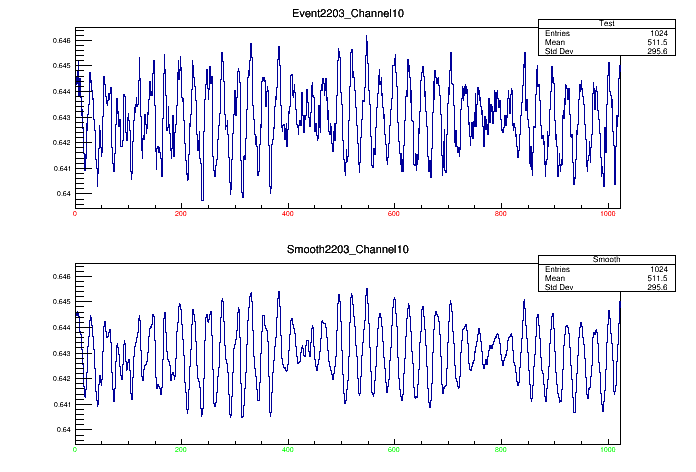 Event2203_Channel10
Test
Entries 1024
Mean 511.5
Std Dev 295.6
0.646
0.645
0.644
0.643
0.642
0.641
0.64
0 200 400 600 800 1000
Smooth2203_Channel10
Smooth
Entries 1024
Mean 511.5
Std Dev 295.6
0.646
0.645
0.644
0.643
0.642
0.641
0.64
0 200 400 600 800 1000